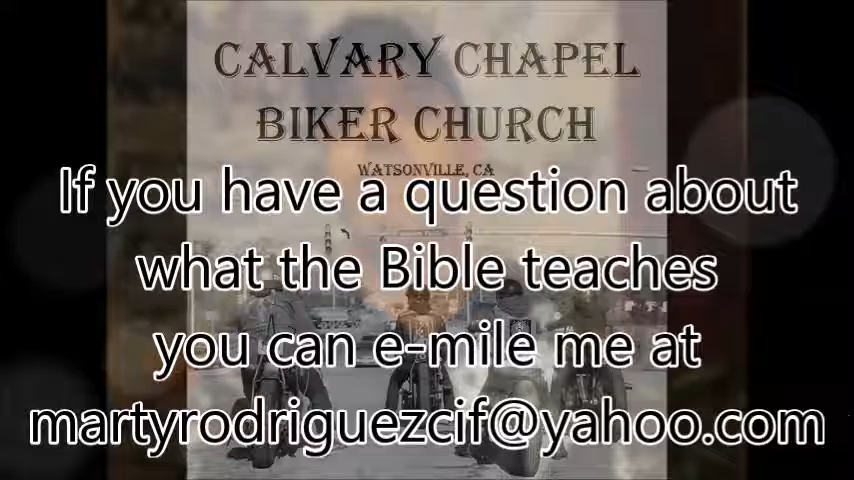 CALVARY CHAPEL
BIKER CHURCH
WATSONVILLE, CA
If you have a question about
what the Bible teaches
you can e-mile me at
martyrodriguezcif@yahoo.com